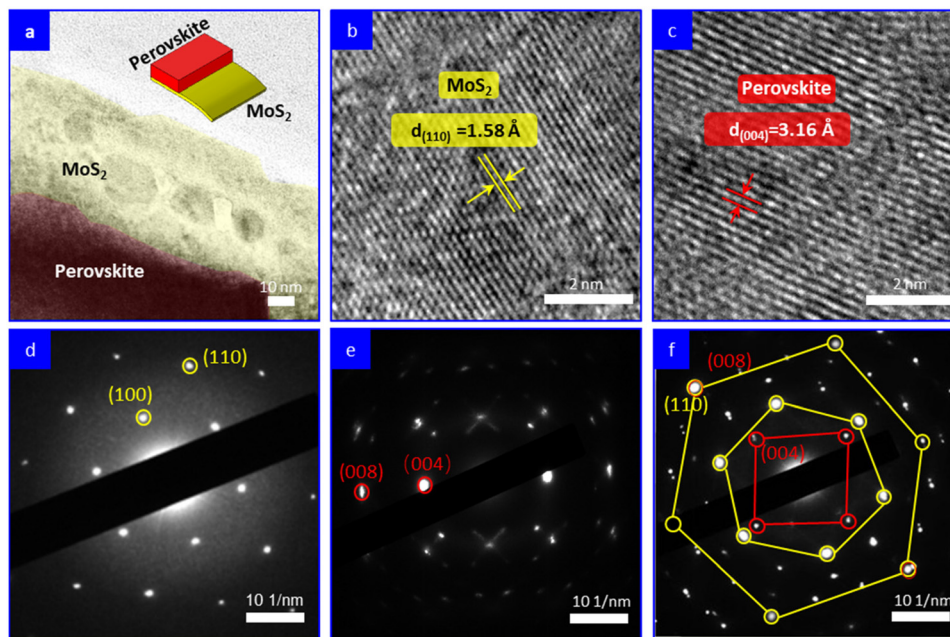 a
Perovskite
MoS₂
MoS₂
Perovskite
10 nm
b
MoS₂
d₍₁₁₀₎ =1.58 Å
2 nm
c
Perovskite
d₍₀₀₄₎=3.16 Å
2 nm
d
(110)
(100)
10 1/nm
e
(008)
(004)
10 1/nm
f
(008)
(110)
(004)
10 1/nm